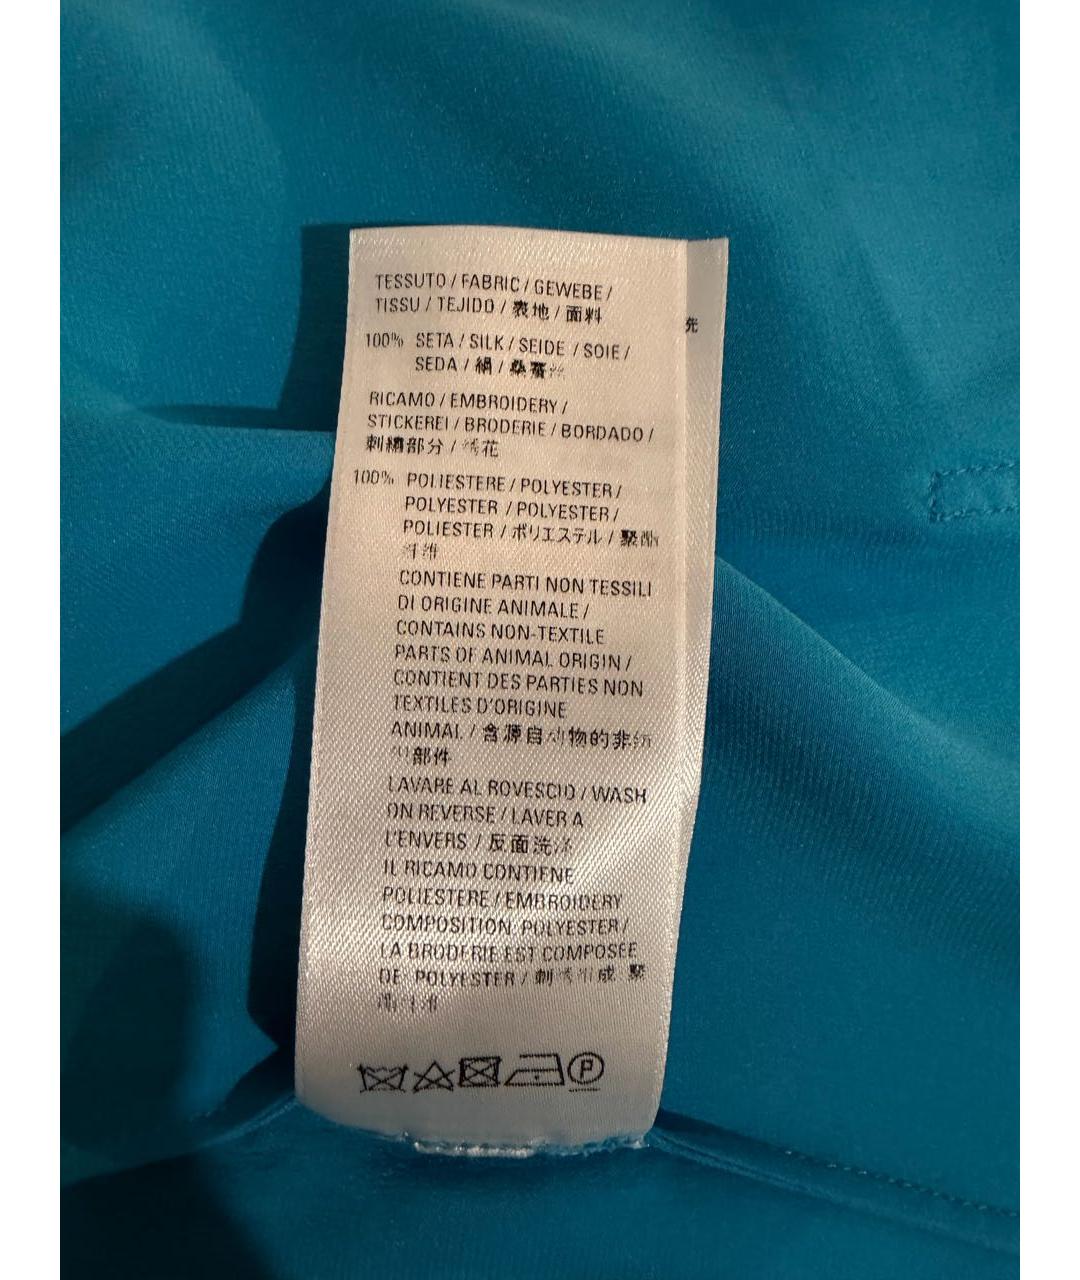 TESSUTO / FABRIC / GEWEBE /
TISSU / TEJIDO / 表地 / 面料
100% SETA / SILK / SEIDE / SOIE /
SEDA / 絹 / 桑蚕丝
RICAMO / EMBROIDERY /
STICKEREI / BRODERIE / BORDADO /
刺繍部分 / 绣花
100% POLIESTERE / POLYESTER /
POLYESTER / POLYESTER /
POLIESTER / ポリエステル / 聚酯
纤维
CONTIENE PARTI NON TESSILI
DI ORIGINE ANIMALE /
CONTAINS NON-TEXTILE
PARTS OF ANIMAL ORIGIN /
CONTIENT DES PARTIES NON
TEXTILES D'ORIGINE
ANIMAL / 含源自动物的非纺
织部件
LAVARE AL ROVESCIO / WASH
ON REVERSE / LAVER A
L'ENVERS / 反面洗涤
IL RICAMO CONTIENE
POLIESTERE / EMBROIDERY
COMPOSITION: POLYESTER /
LA BRODERIE EST COMPOSEE
DE POLYESTER / 刺绣组成 聚
酯纤维
P